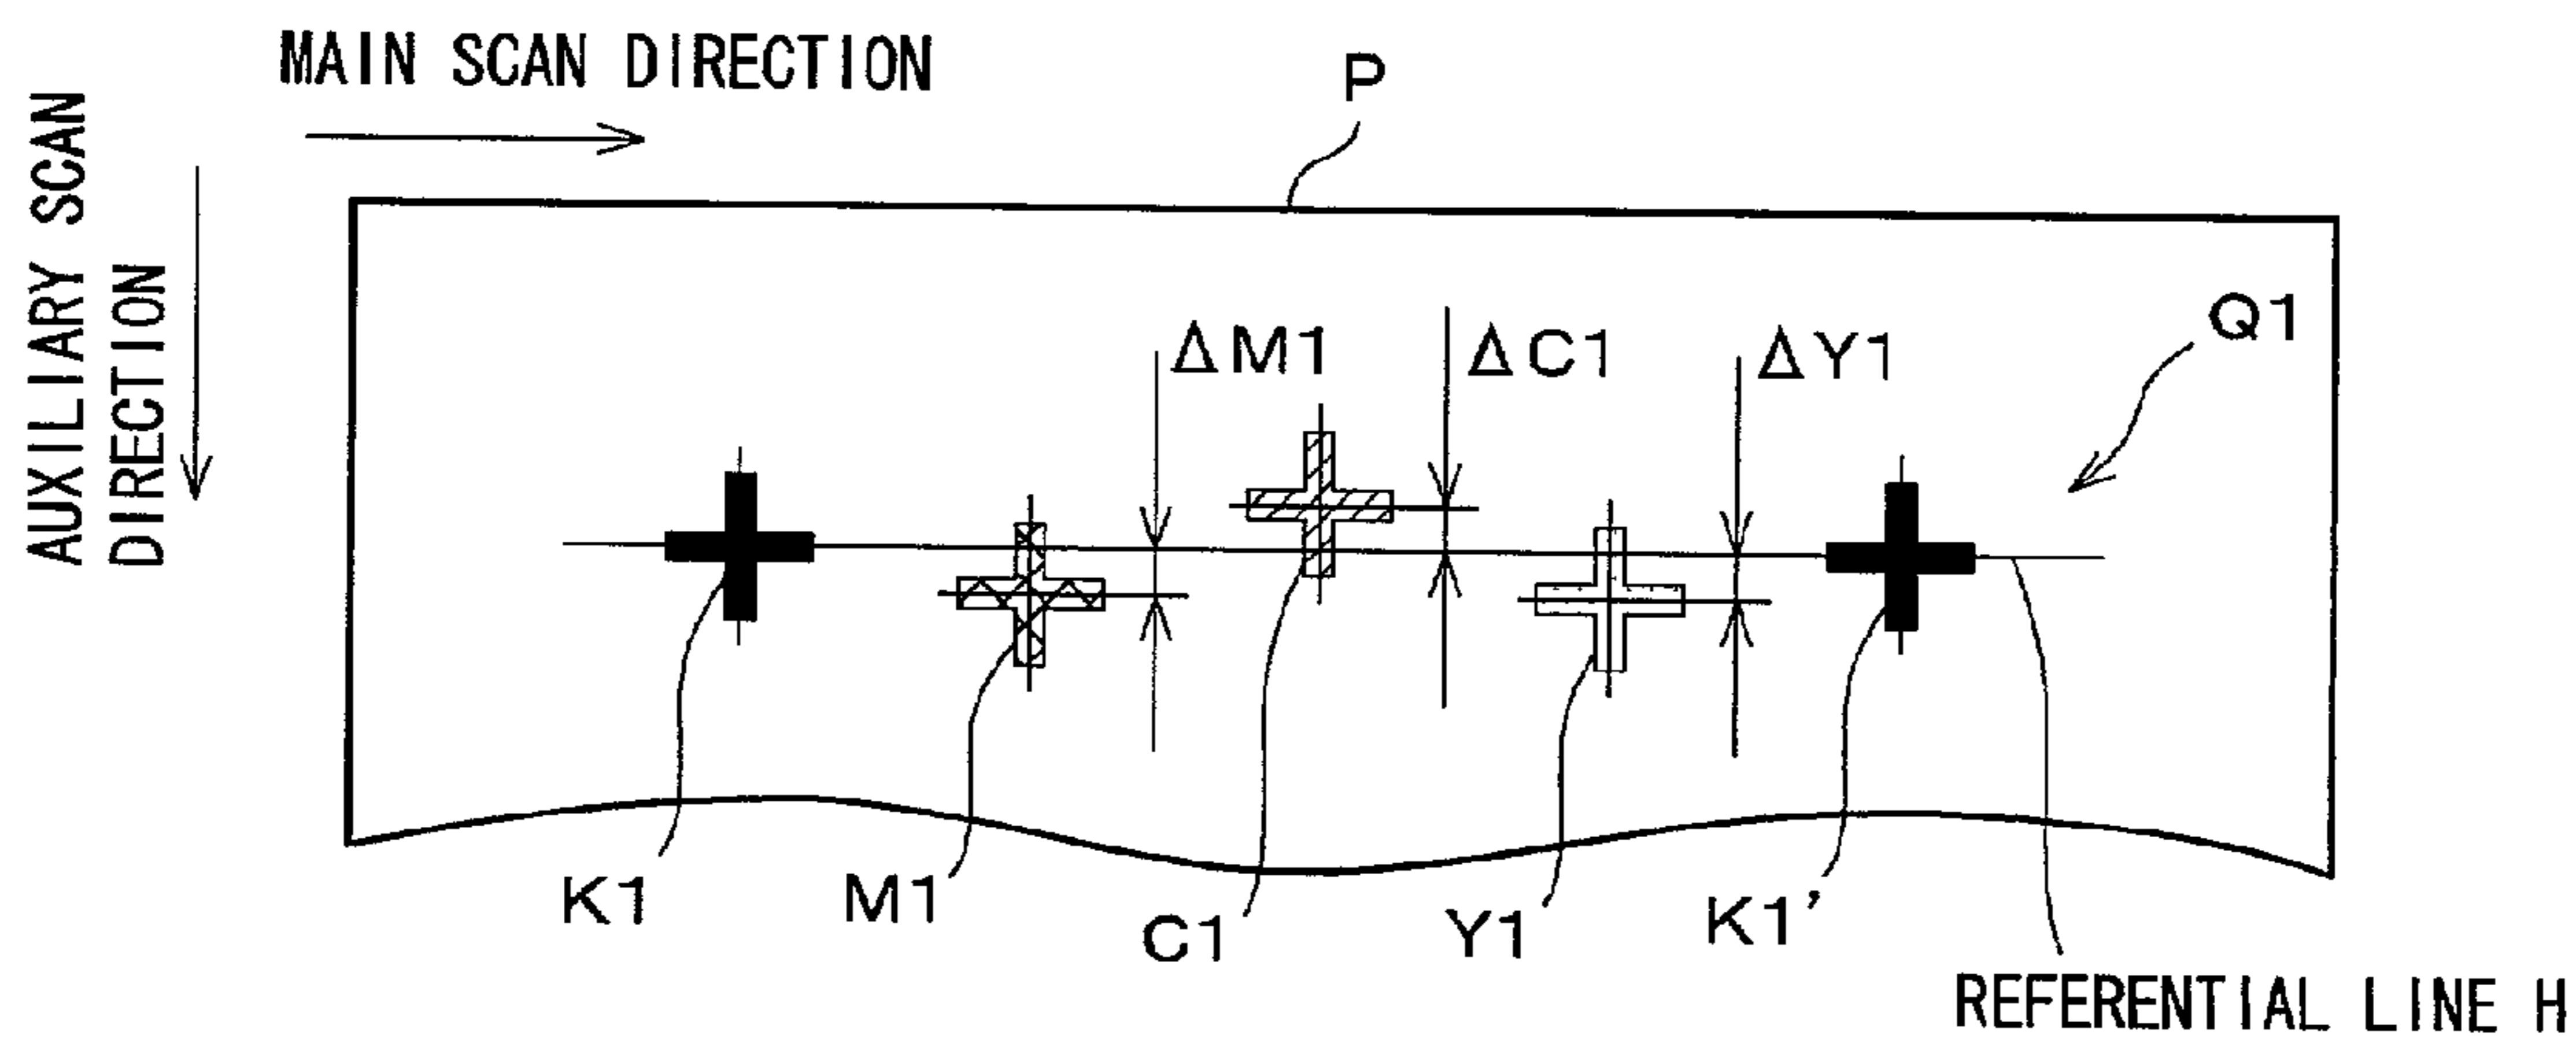 MAIN SCAN DIRECTION
AUXILIARY SCAN
DIRECTION
P
Q1
ΔM1
ΔC1
ΔY1
K1
M1
C1
Y1
K1’
REFERENTIAL LINE H